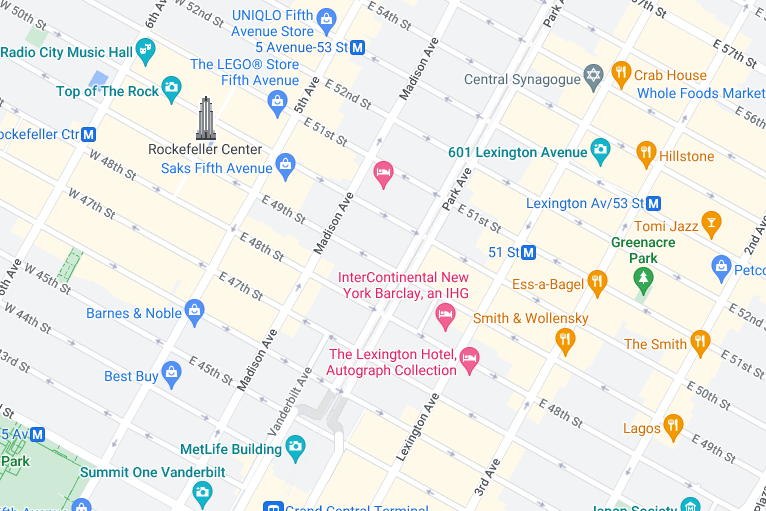 W 50th St
6th Ave
W 52nd St
UNIQLO Fifth
Avenue Store
5 Avenue-53 St
M
E 54th St
Park A
E 57th St
57th St
Radio City Music Hall
The LEGO® Store
Fifth Avenue
Madison Ave
Central Synagogue
Crab House
Whole Foods Market
Top of The Rock
5th Ave
E 52nd St
E 56th
ockefeller Ctr
M
Rockefeller Center
E 51st St
601 Lexington Avenue
Hillstone
W 48th St
Saks Fifth Avenue
Park Ave
Lexington Av/53 St
M
W 47th St
E 49th St
Madison Ave
E 51st St
Tomi Jazz
2nd Ave
Greenacre
Park
E 48th St
51 St
M
6th Ave
W 45th St
E 47th St
InterContinental New
York Barclay, an IHG
Ess-a-Bagel
Petco
W 44th St
Barnes & Noble
Smith & Wollensky
E 52nd
The Smith
3rd St
Madison Ave
The Lexington Hotel,
Autograph Collection
E 51st St
Best Buy
E 45th St
Vanderbilt Ave
E 50th St
E 48th St
Lexington Ave
Lagos
5 Av
M
MetLife Building
E 49th St
Park
Summit One Vanderbilt
3rd Ave
Grand Central Terminal
Japan Society